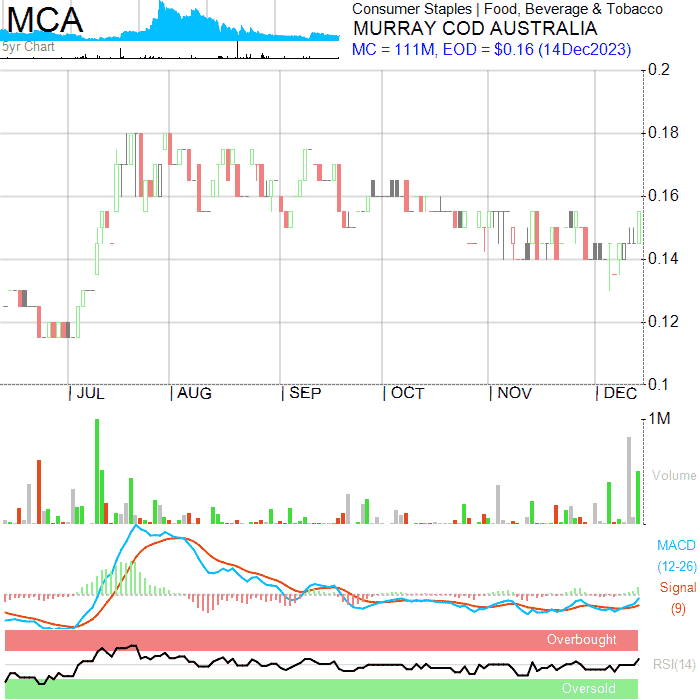 MCA
5yr Chart
Consumer Staples | Food, Beverage & Tobacco
MURRAY COD AUSTRALIA
MC = 111M, EOD = $0.16 (14Dec2023)
0.2
0.18
0.16
0.14
0.12
0.1
JUL AUG SEP OCT NOV DEC
1M
Volume
MACD
(12-26)
Signal
(9)
Overbought
RSI(14)
Oversold